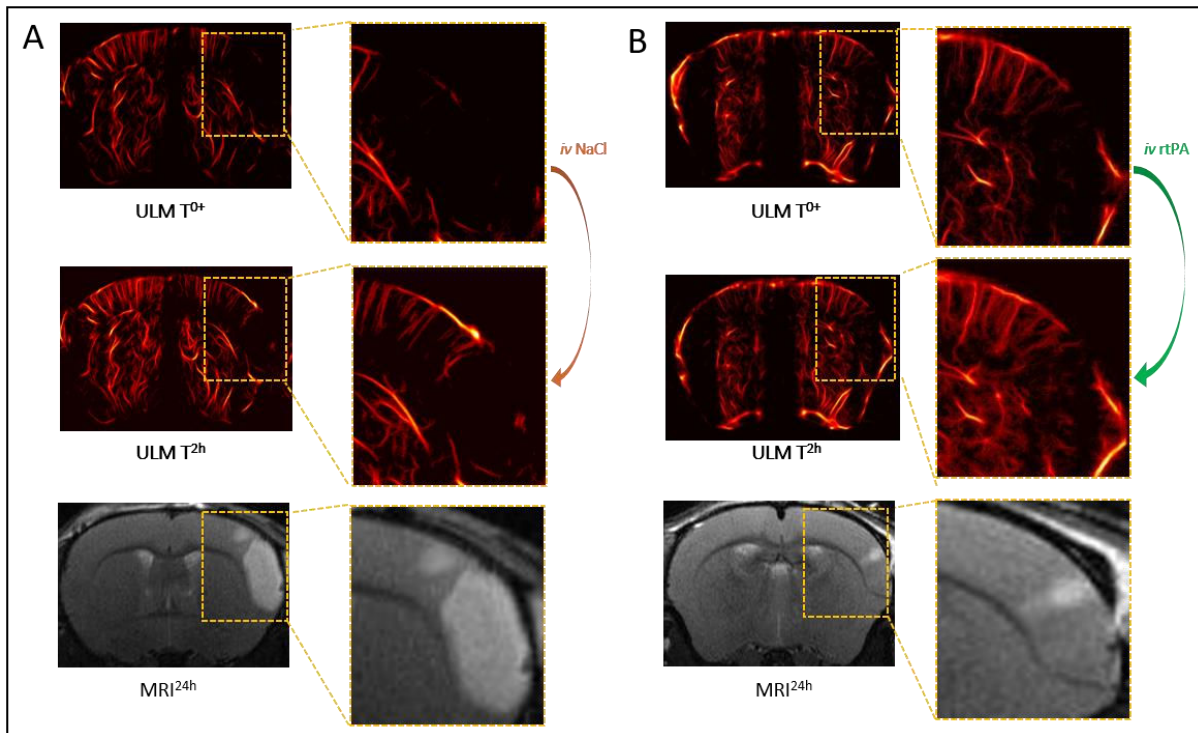 A
ULM T0+
iv NaCl
ULM T2h
MRI24h
B
ULM T0+
iv rtPA
ULM T2h
MRI24h